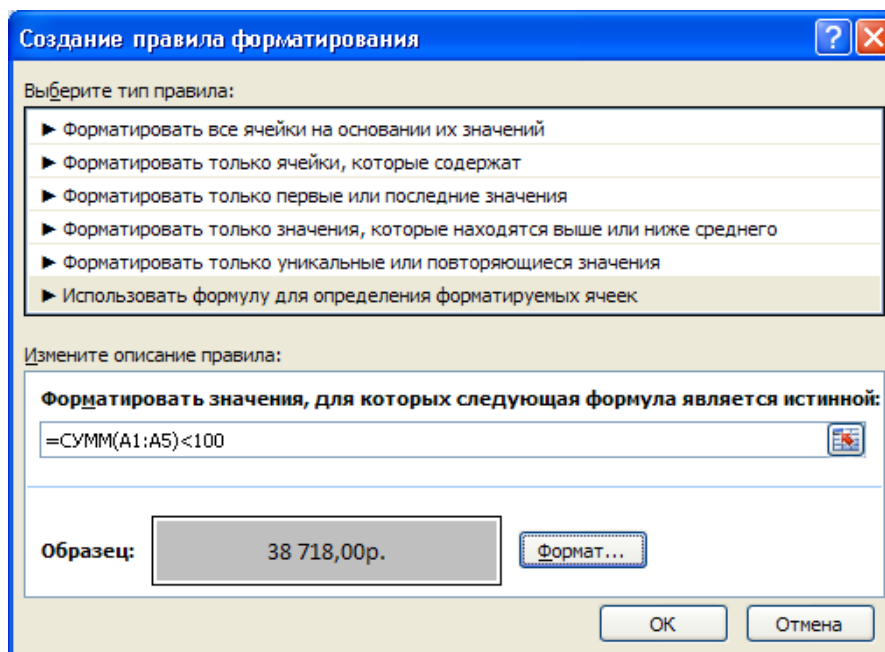 Создание правила форматирования
Выберите тип правила:
► Форматировать все ячейки на основании их значений
► Форматировать только ячейки, которые содержат
► Форматировать только первые или последние значения
► Форматировать только значения, которые находятся выше или ниже среднего
► Форматировать только уникальные или повторяющиеся значения
► Использовать формулу для определения форматируемых ячеек
Измените описание правила:
Форматировать значения, для которых следующая формула является истинной:
=СУММ(A1:A5)<100
Образец:
38 718,00р.
Формат...
ОК
Отмена